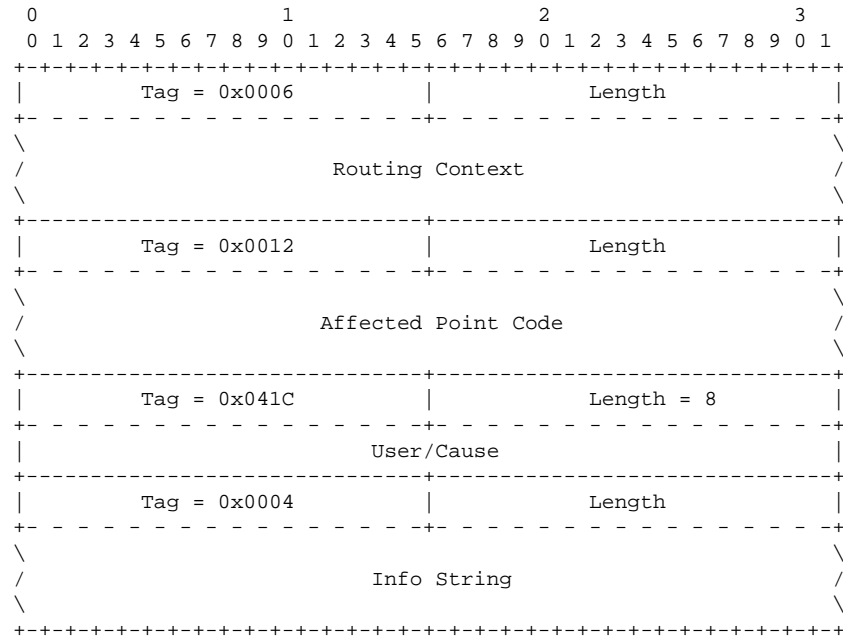 0                   1                   2                   3
 0 1 2 3 4 5 6 7 8 9 0 1 2 3 4 5 6 7 8 9 0 1 2 3 4 5 6 7 8 9 0 1
+-+-+-+-+-+-+-+-+-+-+-+-+-+-+-+-+-+-+-+-+-+-+-+-+-+-+-+-+-+-+-+-+
|         Tag = 0x0006          |            Length             |
+- - - - - - - - - - - - - - - -+- - - - - - - - - - - - - - - -+
\                                                               \
/                        Routing Context                        /
\                                                               \
+-------------------------------+-------------------------------+
|         Tag = 0x0012          |            Length             |
+- - - - - - - - - - - - - - - -+- - - - - - - - - - - - - - - -+
\                                                               \
/                       Affected Point Code                     /
\                                                               \
+-------------------------------+-------------------------------+
|         Tag = 0x041C          |            Length = 8         |
+- - - - - - - - - - - - - - - -+- - - - - - - - - - - - - - - -+
|                           User/Cause                          |
+-------------------------------+-------------------------------+
|         Tag = 0x0004          |            Length             |
+- - - - - - - - - - - - - - - -+- - - - - - - - - - - - - - - -+
\                                                               \
/                           Info String                         /
\                                                               \
+-+-+-+-+-+-+-+-+-+-+-+-+-+-+-+-+-+-+-+-+-+-+-+-+-+-+-+-+-+-+-+-+